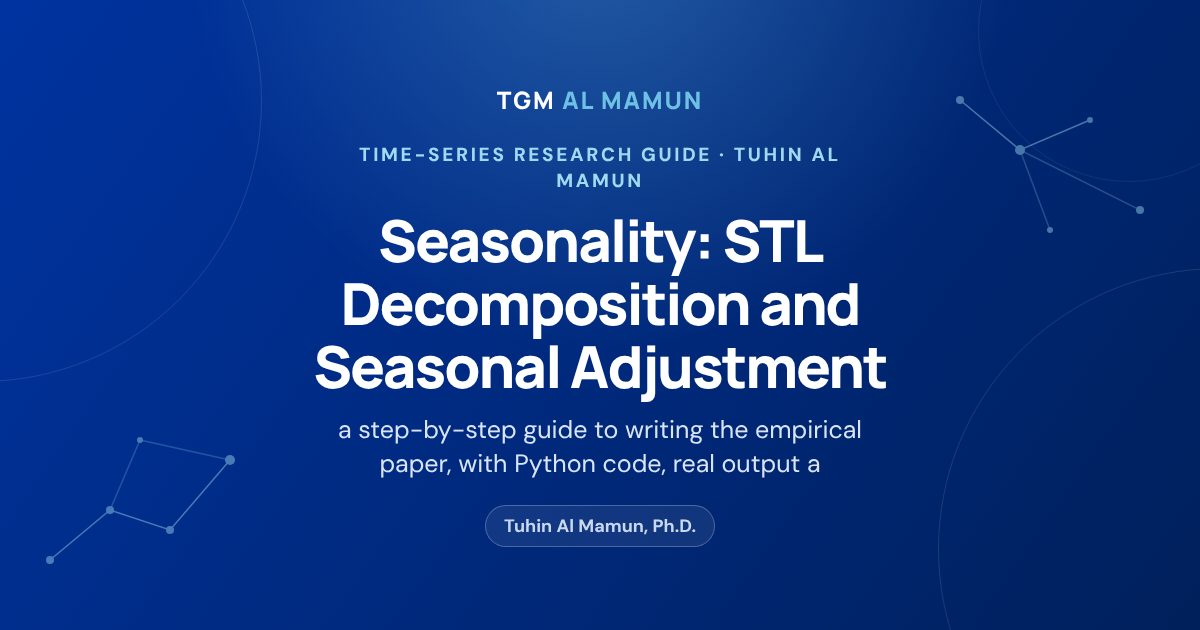 TGM AL MAMUN
TIME-SERIES RESEARCH GUIDE · TUHIN AL
MAMUN
Seasonality: STL
Decomposition and
Seasonal Adjustment
a step-by-step guide to writing the empirical
paper, with Python code, real output a
Tuhin Al Mamun, Ph.D.